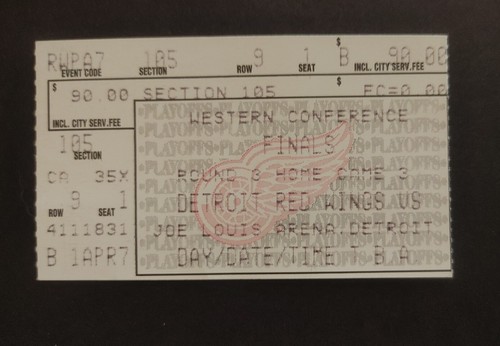 RWPA7 105 9 1 B 90.00
EVENT CODE SECTION ROW SEAT $ INCL. CITY SERV.FEE
$ 90.00 SECTION 105 $ FC=0.00
INCL. CITY SERV.FEE
WESTERN CONFERENCE
FINALS
105
SECTION
CA 35X
ROUND 3 HOME GAME 3
9 1
ROW SEAT
DETROIT RED WINGS VS
4111831
JOE LOUIS ARENA.DETROIT
B 1APR7
DAY/DATE/TIME T B A
PLAYOFFS